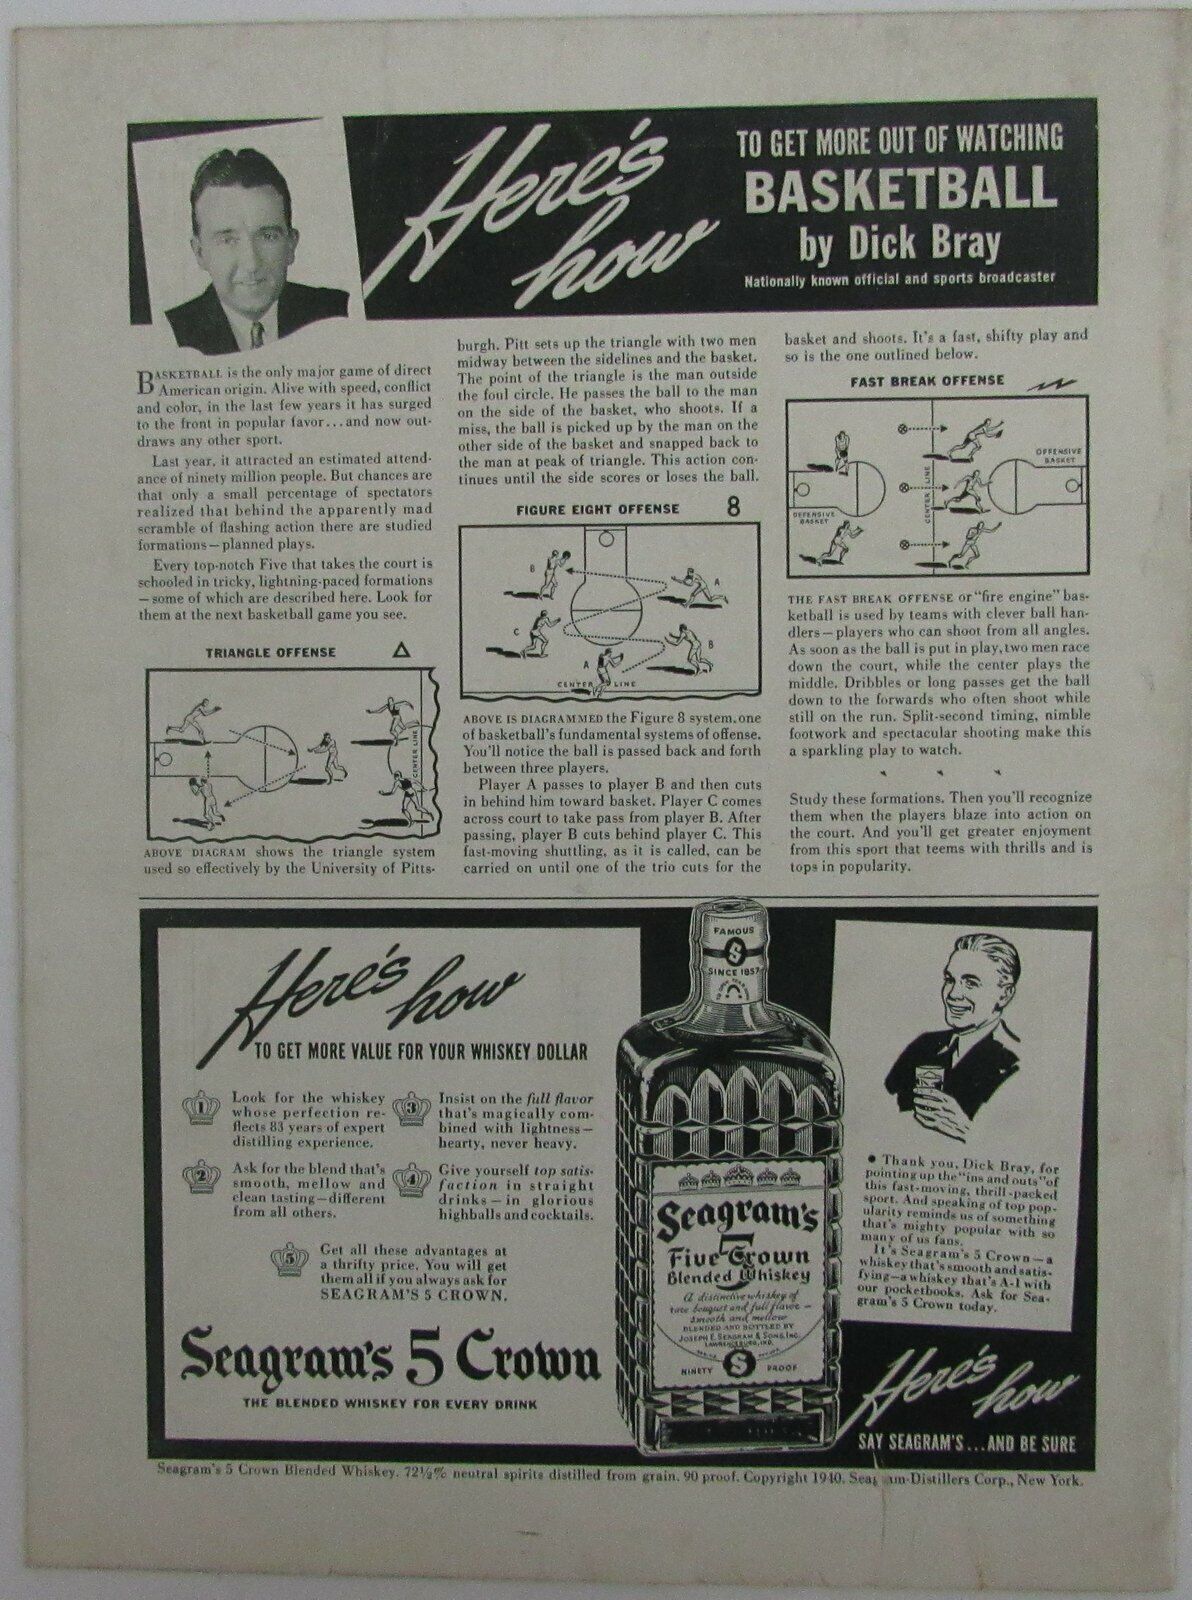 Here's
how
TO GET MORE OUT OF WATCHING
BASKETBALL
by Dick Bray
Nationally known official and sports broadcaster
BASKETBALL is the only major game of direct
American origin. Alive with speed, conflict
and color, in the last few years it has surged
to the front in popular favor...and now out-
draws any other sport.
Last year, it attracted an estimated attend-
ance of ninety million people. But chances are
that only a small percentage of spectators
realized that behind the apparently mad
scramble of flashing action there are studied
formations—planned plays.
Every top-notch Five that takes the court is
schooled in tricky, lightning-paced formations
—some of which are described here. Look for
them at the next basketball game you see.
TRIANGLE OFFENSE
CENTER LINE
ABOVE DIAGRAM shows the triangle system
used so effectively by the University of Pitts-
burgh. Pitt sets up the triangle with two men
midway between the sidelines and the basket.
The point of the triangle is the man outside
the foul circle. He passes the ball to the man
on the side of the basket, who shoots. If a
miss, the ball is picked up by the man on the
other side of the basket and snapped back to
the man at peak of triangle. This action con-
tinues until the side scores or loses the ball.
FIGURE EIGHT OFFENSE 8
B
A
C
B
A
CENTER LINE
ABOVE IS DIAGRAMMED the Figure 8 system, one
of basketball's fundamental systems of offense.
You'll notice the ball is passed back and forth
between three players.
Player A passes to player B and then cuts
in behind him toward basket. Player C comes
across court to take pass from player B. After
passing, player B cuts behind player C. This
fast-moving shuttling, as it is called, can be
carried on until one of the trio cuts for the
basket and shoots. It's a fast, shifty play and
so is the one outlined below.
FAST BREAK OFFENSE
OFFENSIVE
BASKET
CENTER LINE
DEFENSIVE
BASKET
THE FAST BREAK OFFENSE or "fire engine" bas-
ketball is used by teams with clever ball han-
dlers—players who can shoot from all angles.
As soon as the ball is put in play, two men race
down the court, while the center plays the
middle. Dribbles or long passes get the ball
down to the forwards who often shoot while
still on the run. Split-second timing, nimble
footwork and spectacular shooting make this
a sparkling play to watch.
Study these formations. Then you'll recognize
them when the players blaze into action on
the court. And you'll get greater enjoyment
from this sport that teems with thrills and is
tops in popularity.
Here's how
TO GET MORE VALUE FOR YOUR WHISKEY DOLLAR
1 Look for the whiskey
whose perfection re-
flects 83 years of expert
distilling experience.
2 Ask for the blend that's
smooth, mellow and
clean tasting—different
from all others.
3 Insist on the full flavor
that's magically com-
bined with lightness—
hearty, never heavy.
4 Give yourself top satis-
faction in straight
drinks—in glorious
highballs and cocktails.
5 Get all these advantages at
a thrifty price. You will get
them all if you always ask for
SEAGRAM'S 5 CROWN.
Seagram's 5 Crown
THE BLENDED WHISKEY FOR EVERY DRINK
FAMOUS
S
SINCE 1857
Seagram's
5
Five Crown
Blended Whiskey
A distinctive whiskey of
rare bouquet and full flavor—
smooth and mellow
BLENDED AND BOTTLED BY
JOSEPH E. SEAGRAM & SONS, INC.
LAWRENCEBURG, IND.
NINETY S PROOF
• Thank you, Dick Bray, for
pointing up the "ins and outs" of
this fast-moving, thrill-packed
sport. And speaking of top pop-
ularity reminds us of something
that's mighty popular with so
many of us fans.
It's Seagram's 5 Crown—a
whiskey that's smooth and satis-
fying—a whiskey that's A-1 with
our pocketbooks. Ask for Sea-
gram's 5 Crown today.
Here's
how
SAY SEAGRAM'S...AND BE SURE
Seagram's 5 Crown Blended Whiskey. 72½% neutral spirits distilled from grain. 90 proof. Copyright 1940. Seagram-Distillers Corp., New York.